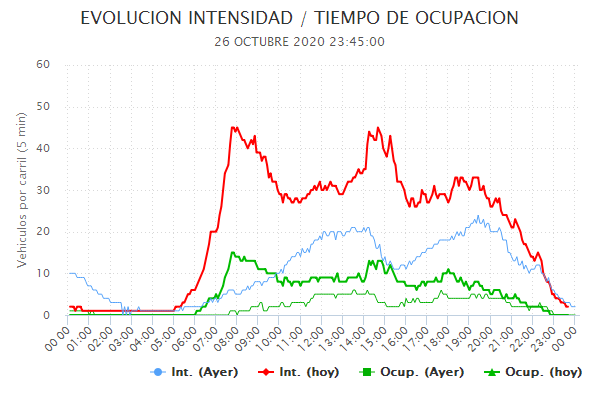 EVOLUCION INTENSIDAD / TIEMPO DE OCUPACION
26 OCTUBRE 2020 23:45:00
Vehiculos por carril (5 min)
60
50
40
30
20
10
0
00:00 01:00 02:00 03:00 04:00 05:00 06:00 07:00 08:00 09:00 10:00 11:00 12:00 13:00 14:00 15:00 16:00 17:00 18:00 19:00 20:00 21:00 22:00 23:00 00:00
Int. (Ayer) Int. (hoy) Ocup. (Ayer) Ocup. (hoy)